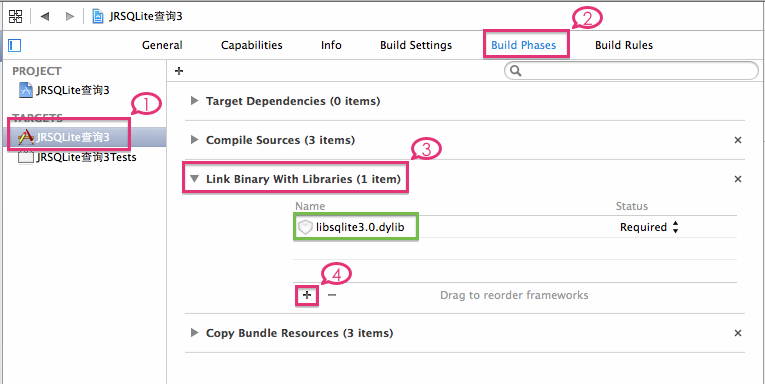 JRSQLite查询3
General Capabilities Info Build Settings Build Phases Build Rules
2
PROJECT
JRSQLite查询3
TARGETS
1
JRSQLite查询3
JRSQLite查询3Tests
+
Target Dependencies (0 items)
Compile Sources (3 items)
3
Link Binary With Libraries (1 item)
Name Status
libsqlite3.0.dylib Required
4
+ − Drag to reorder frameworks
Copy Bundle Resources (3 items)